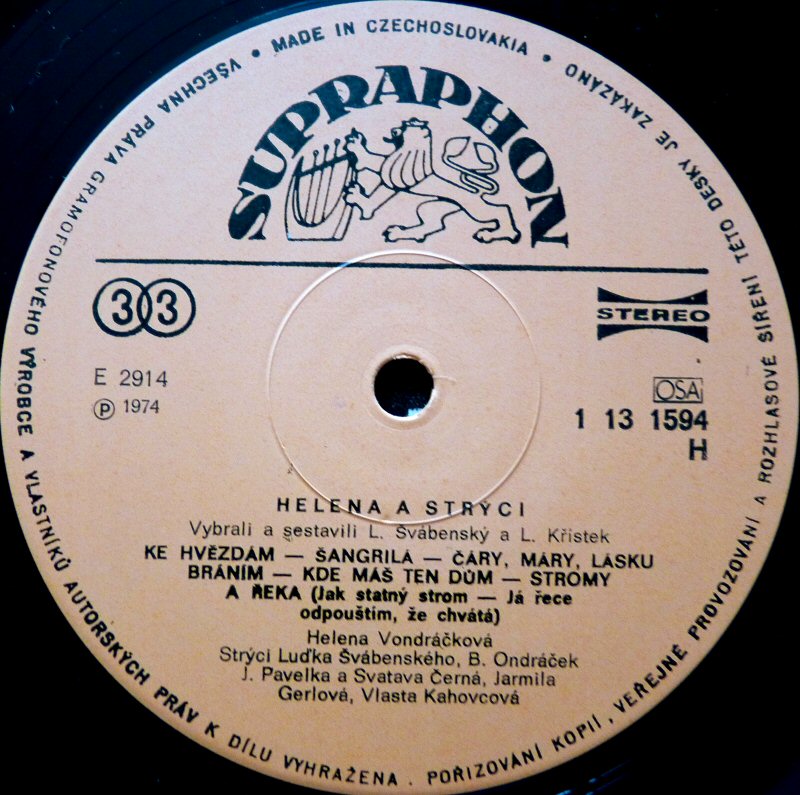 MADE IN CZECHOSLOVAKIA
SUPRAPHON
33
STEREO
E 2914
Ⓟ 1974
OSA
1 13 1594
H
HELENA A STRÝCI
Vybrali a sestavili L. Švábenský a L. Křístek
KE HVĚZDÁM — ŠANGRILÁ — ČÁRY, MÁRY, LÁSKU
BRÁNÍM — KDE MÁŠ TEN DŮM — STROMY
A ŘEKA (Jak statný strom — Já řece
odpouštím, že chvátá)
Helena Vondráčková
Strýci Luďka Švábenského, B. Ondráček
J. Pavelka a Svatava Černá, Jarmila
Gerlová, Vlasta Kahovcová
VŠECHNA PRÁVA GRAMOFONOVÉHO VÝROBCE A VLASTNÍKŮ AUTORSKÝCH PRÁV K DÍLU VYHRAŽENA . POŘIZOVÁNÍ KOPIÍ , VEŘEJNÉ PROVOZOVÁNÍ A ROZHLASOVÉ ŠÍŘENÍ TÉTO DESKY JE ZAKÁZÁNO